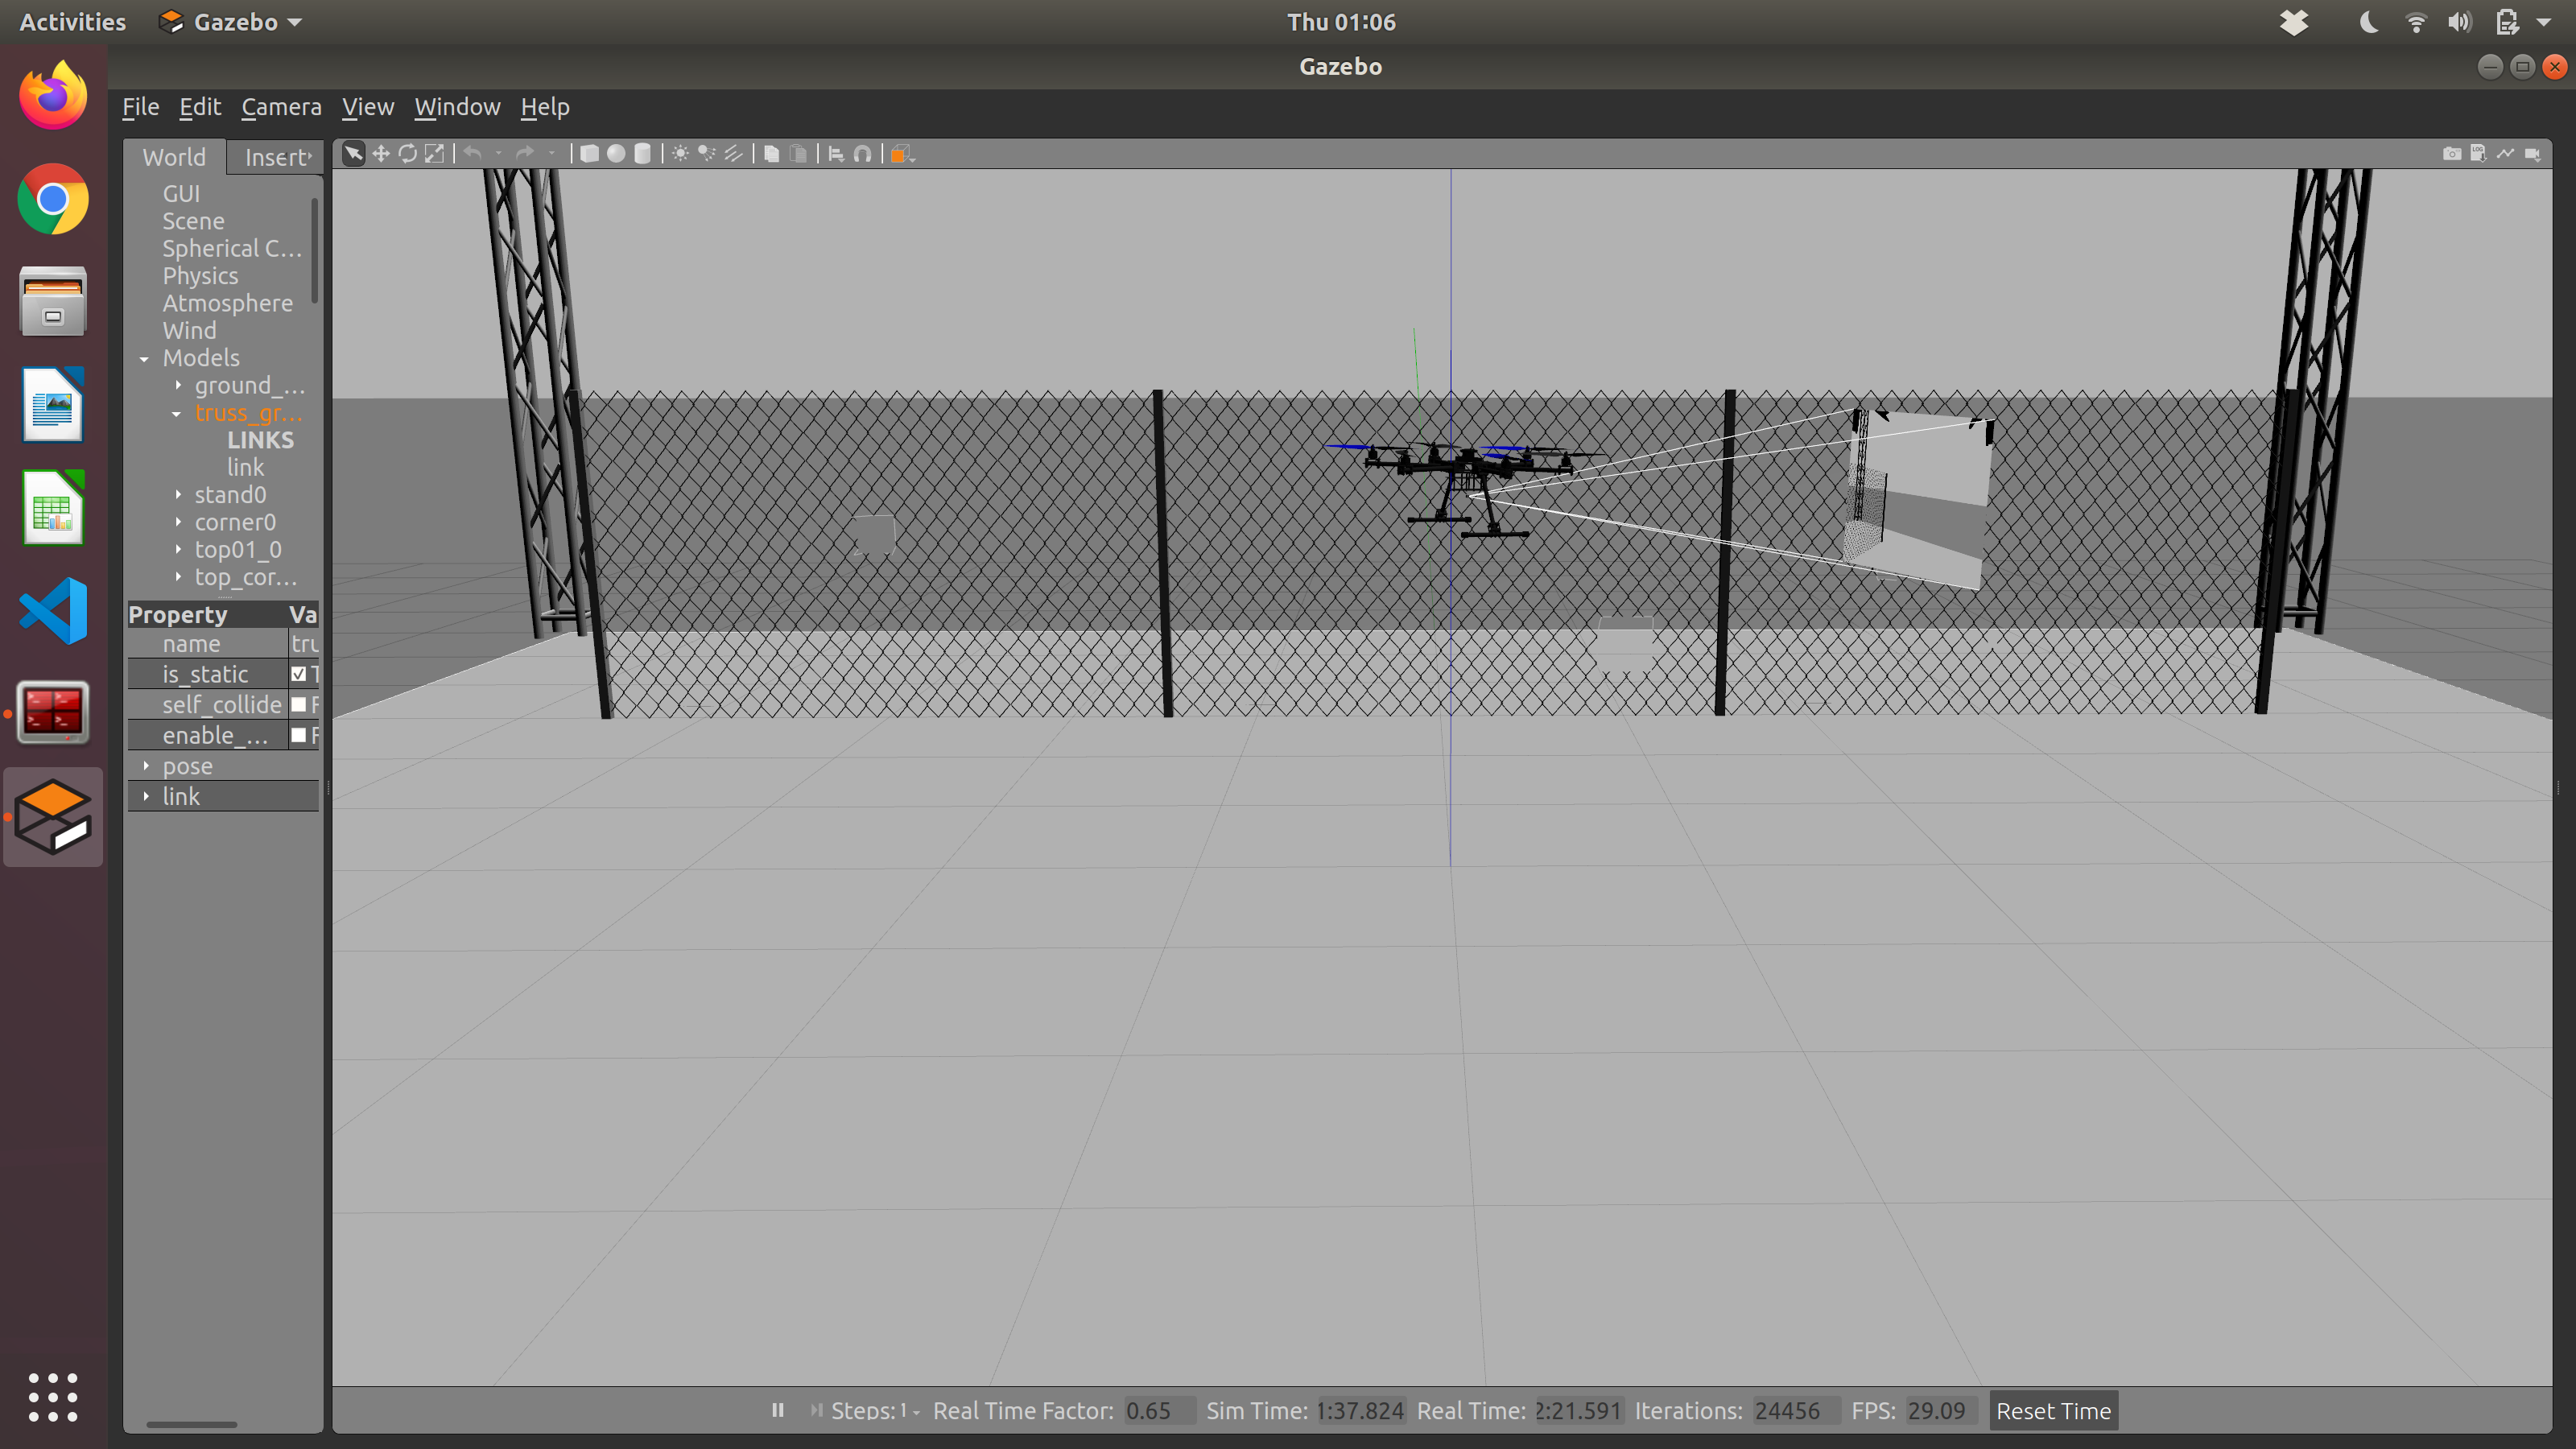 Activities Gazebo Thu 01:06
Gazebo
File Edit Camera View Window Help
World Insert
GUI
Scene
Spherical C...
Physics
Atmosphere
Wind
Models
ground_...
truss_gr...
LINKS
link
stand0
corner0
top01_0
top_cor...
Property Va
name tru
is_static T
self_collide F
enable_... F
pose
link
LOG
Steps: 1 Real Time Factor: 0.65 Sim Time: 1:37.824 Real Time: 2:21.591 Iterations: 24456 FPS: 29.09 Reset Time